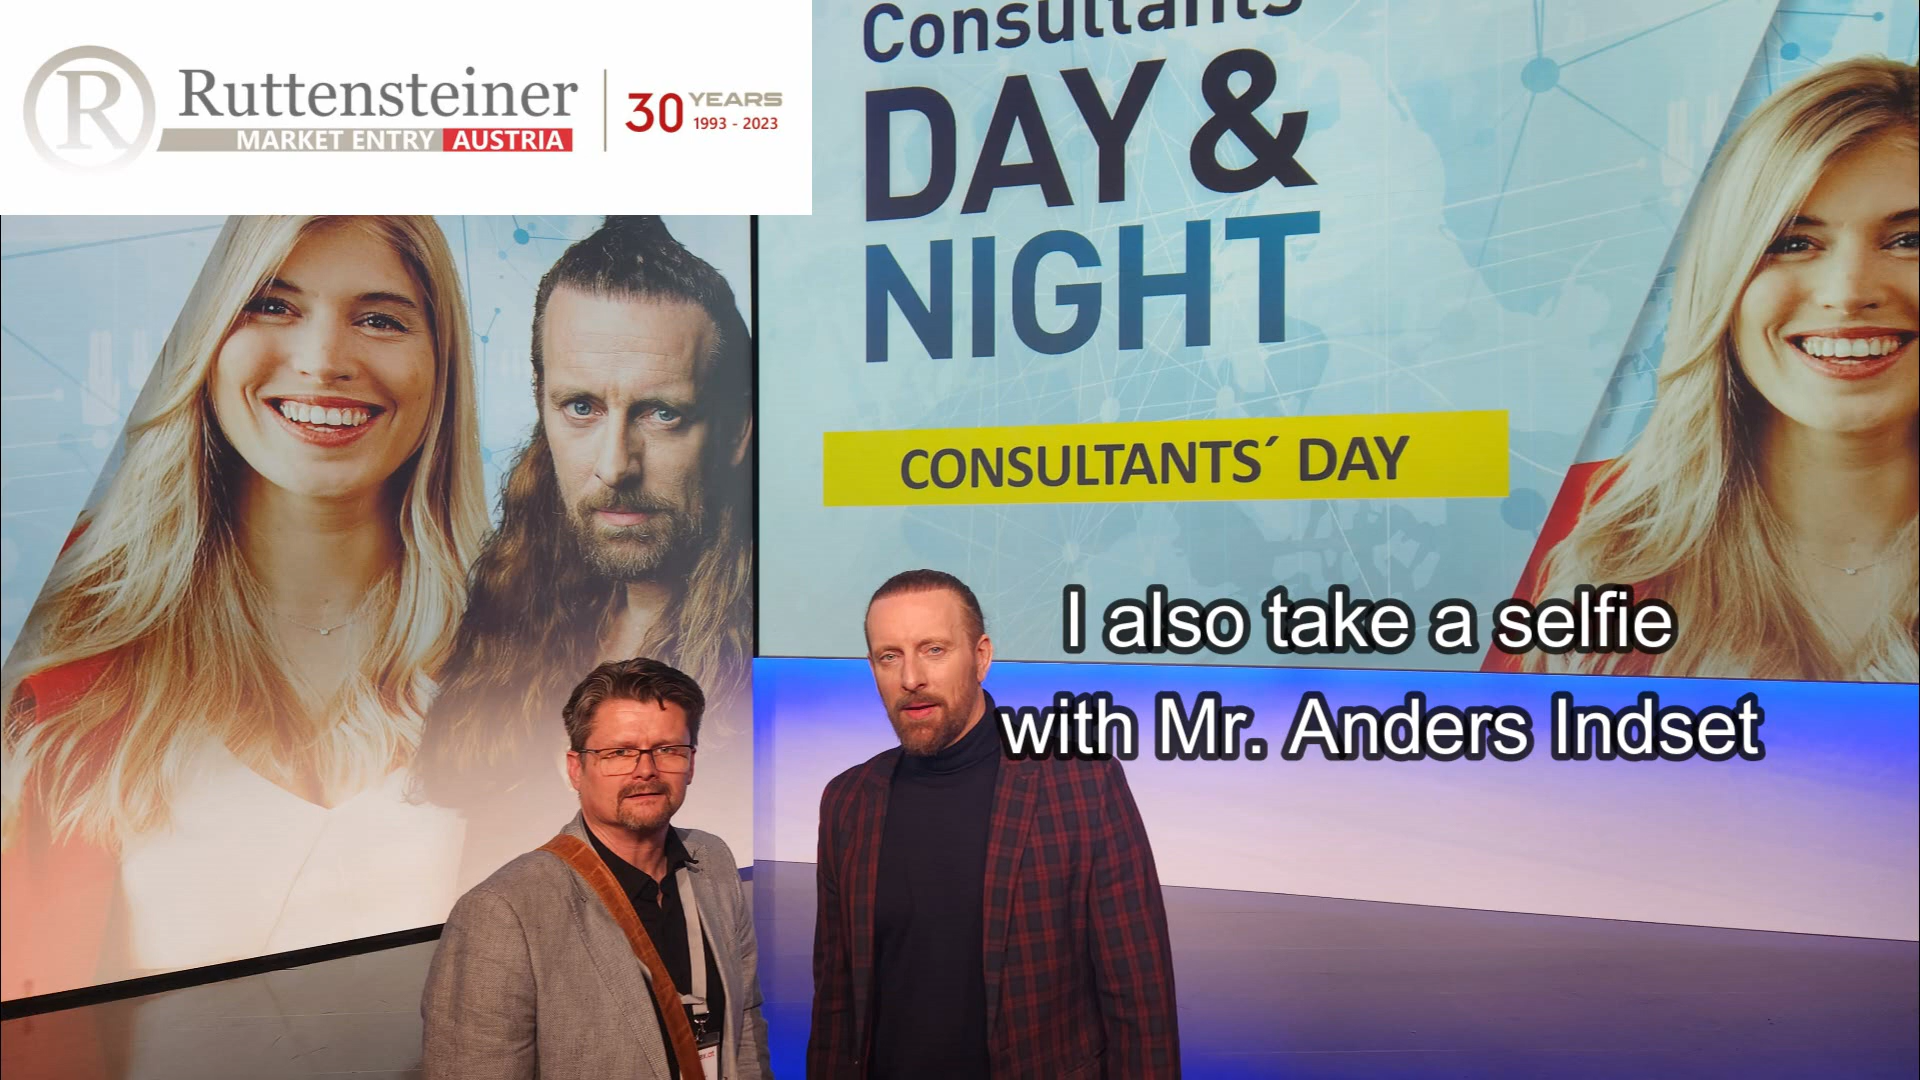 R
Ruttensteiner
MARKET ENTRY AUSTRIA
30 YEARS
1993 - 2023
Consultants
DAY &
NIGHT
CONSULTANTS´ DAY
I also take a selfie
with Mr. Anders Indset